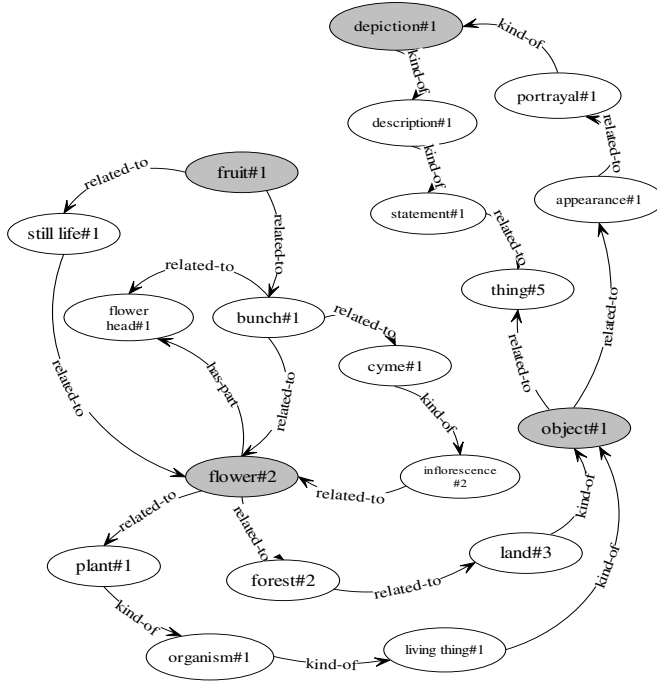 depiction#1
kind-of
kind-of
portrayal#1
description#1
related-to
kind-of
related-to
fruit#1
appearance#1
statement#1
still life#1
related-to
related-to
related-to
thing#5
flower
head#1
bunch#1
related-to
related-to
cyme#1
related-to
has-part
related-to
related-to
kind-of
object#1
flower#2
inflorescence
#2
related-to
related-to
related-to
kind-of
plant#1
forest#2
land#3
related-to
kind-of
kind-of
organism#1
kind-of
living thing#1